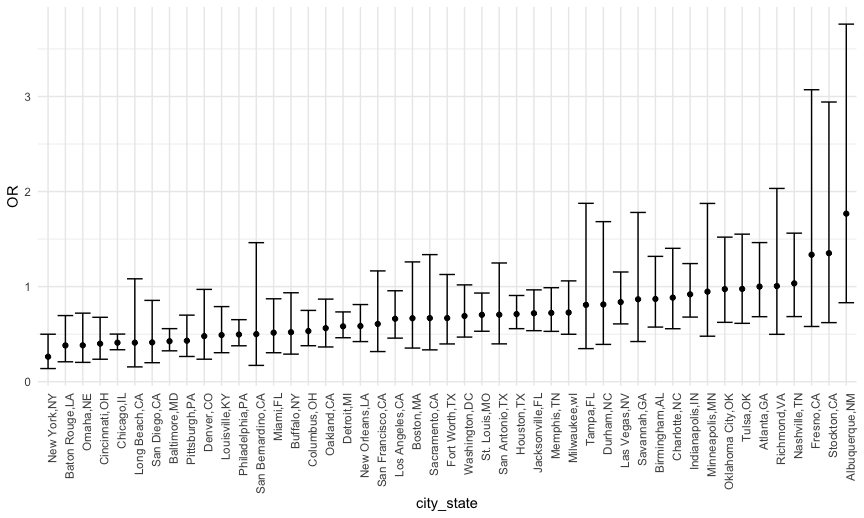 3
2
1
0
OR
New York,NY
Baton Rouge,LA
Omaha,NE
Cincinnati,OH
Chicago,IL
Long Beach,CA
San Diego,CA
Baltimore,MD
Pittsburgh,PA
Denver,CO
Louisville,KY
Philadelphia,PA
San Bernardino,CA
Miami,FL
Buffalo,NY
Columbus,OH
Oakland,CA
Detroit,MI
New Orleans,LA
San Francisco,CA
Los Angeles,CA
Boston,MA
Sacramento,CA
Fort Worth,TX
Washington,DC
St. Louis,MO
San Antonio,TX
Houston,TX
Jacksonville,FL
Memphis,TN
Milwaukee,wI
Tampa,FL
Durham,NC
Las Vegas,NV
Savannah,GA
Birmingham,AL
Charlotte,NC
Indianapolis,IN
Minneapolis,MN
Oklahoma City,OK
Tulsa,OK
Atlanta,GA
Richmond,VA
Nashville,TN
Fresno,CA
Stockton,CA
Albuquerque,NM
city_state